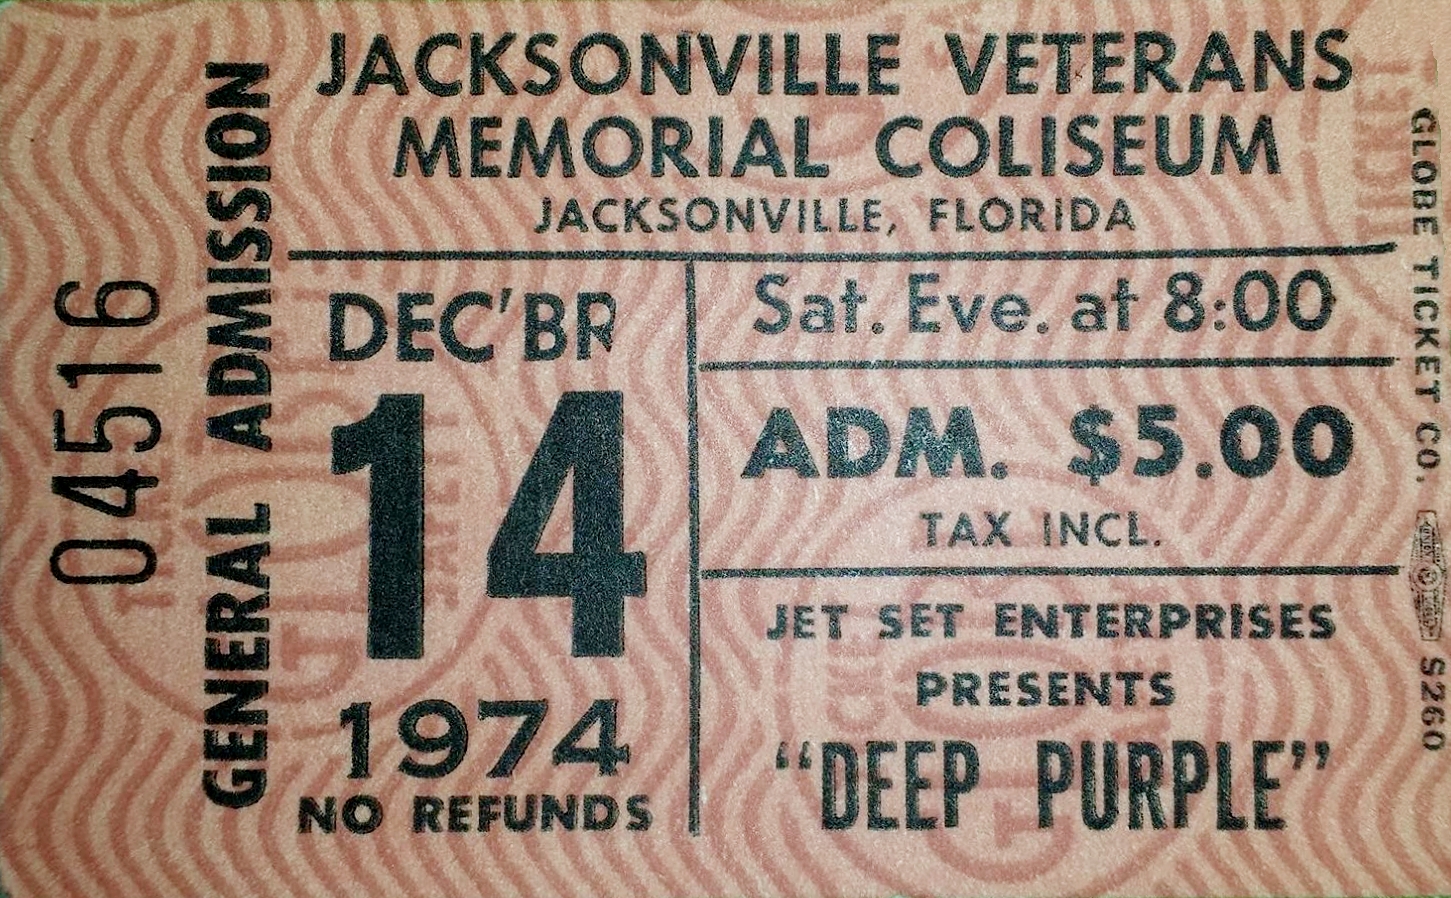 04516
GENERAL ADMISSION
JACKSONVILLE VETERANS
MEMORIAL COLISEUM
JACKSONVILLE, FLORIDA
DEC'BR
14
1974
NO REFUNDS
Sat. Eve. at 8:00
ADM. $5.00
TAX INCL.
JET SET ENTERPRISES
PRESENTS
“DEEP PURPLE”
GLOBE TICKET CO. S260